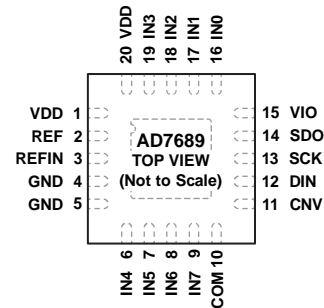 20 VDD
19 IN3
18 IN2
17 IN1
16 IN0
VDD 1
REF 2
REFIN 3
GND 4
GND 5
AD7689
TOP VIEW
(Not to Scale)
15 VIO
14 SDO
13 SCK
12 DIN
11 CNV
IN4 6
IN5 7
IN6 8
IN7 9
COM 10